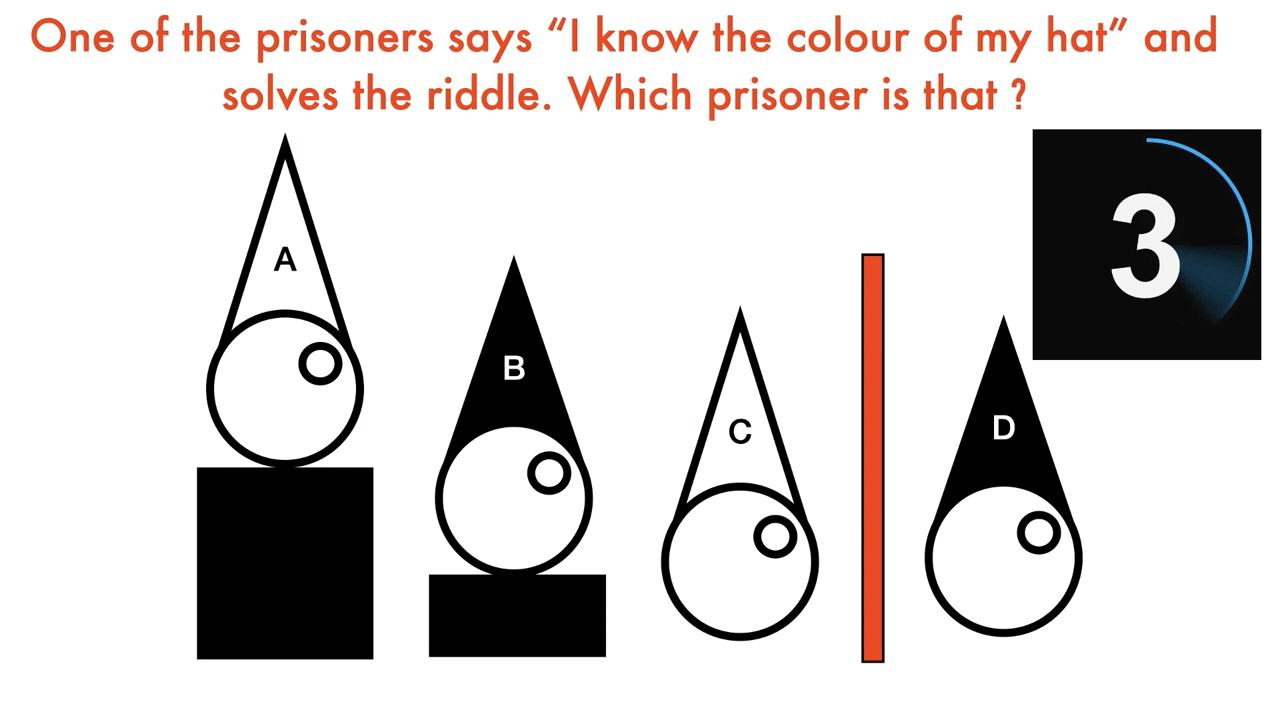 One of the prisoners says “I know the colour of my hat” and
solves the riddle. Which prisoner is that ?
A
B
C
D
3